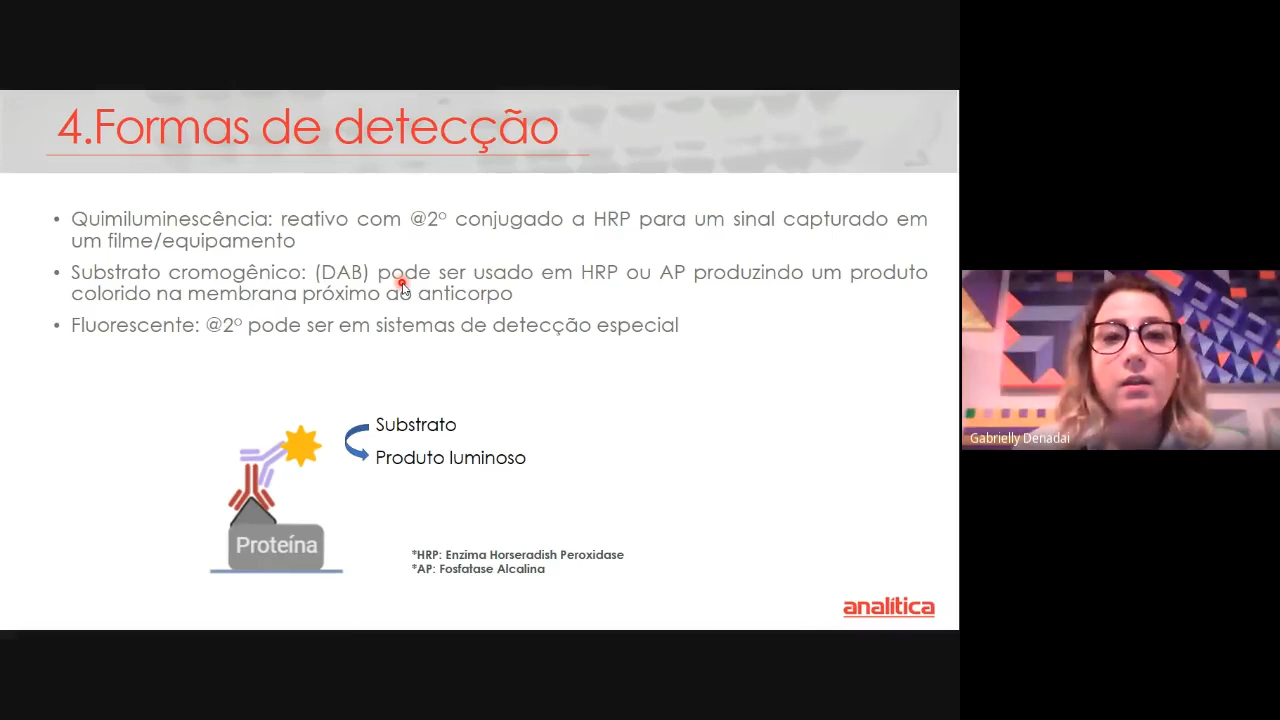 4.Formas de detecção
• Quimiluminescência: reativo com @2º conjugado a HRP para um sinal capturado em
um filme/equipamento
• Substrato cromogênico: (DAB) pode ser usado em HRP ou AP produzindo um produto
colorido na membrana próximo ao anticorpo
• Fluorescente: @2º pode ser em sistemas de detecção especial
Substrato
Produto luminoso
Proteína
*HRP: Enzima Horseradish Peroxidase
*AP: Fosfatase Alcalina
analítica
Gabrielly Denadai